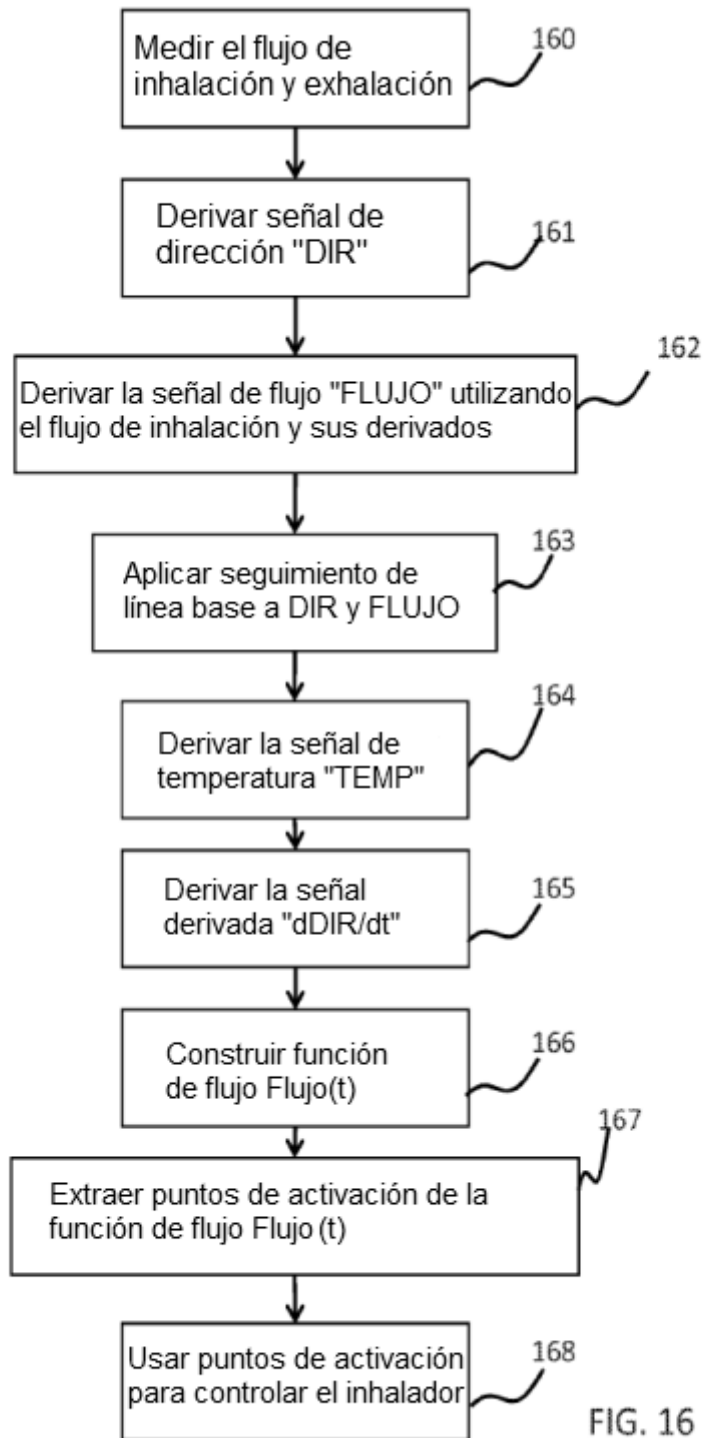 Medir el flujo de
inhalación y exhalación
160
Derivar señal de
dirección "DIR"
161
162
Derivar la señal de flujo "FLUJO" utilizando
el flujo de inhalación y sus derivados
163
Aplicar seguimiento de
línea base a DIR y FLUJO
164
Derivar la señal de
temperatura "TEMP"
165
Derivar la señal
derivada "dDIR/dt"
166
Construir función
de flujo Flujo(t)
167
Extraer puntos de activación de la
función de flujo Flujo (t)
168
Usar puntos de activación
para controlar el inhalador
FIG. 16